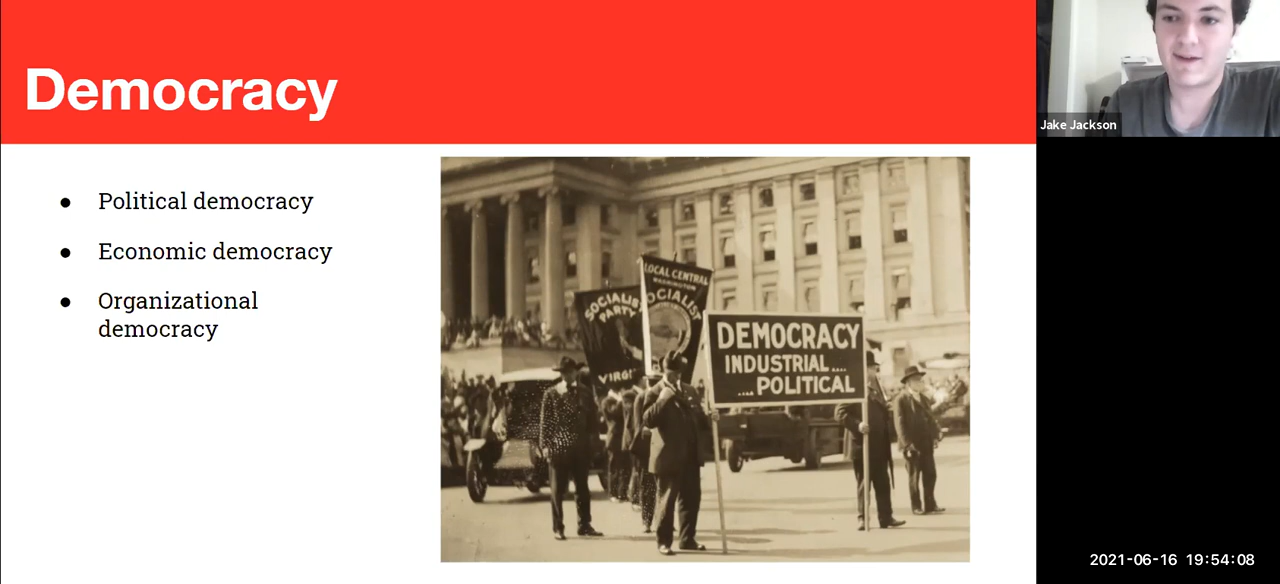 Democracy
Jake Jackson
● Political democracy
● Economic democracy
● Organizational
democracy
SOCIALIST
PARTY
VIRGI
LOCAL CENTRAL
WASHINGTON
SOCIALIST
DEMOCRACY
INDUSTRIAL....
....POLITICAL
2021-06-16 19:54:08